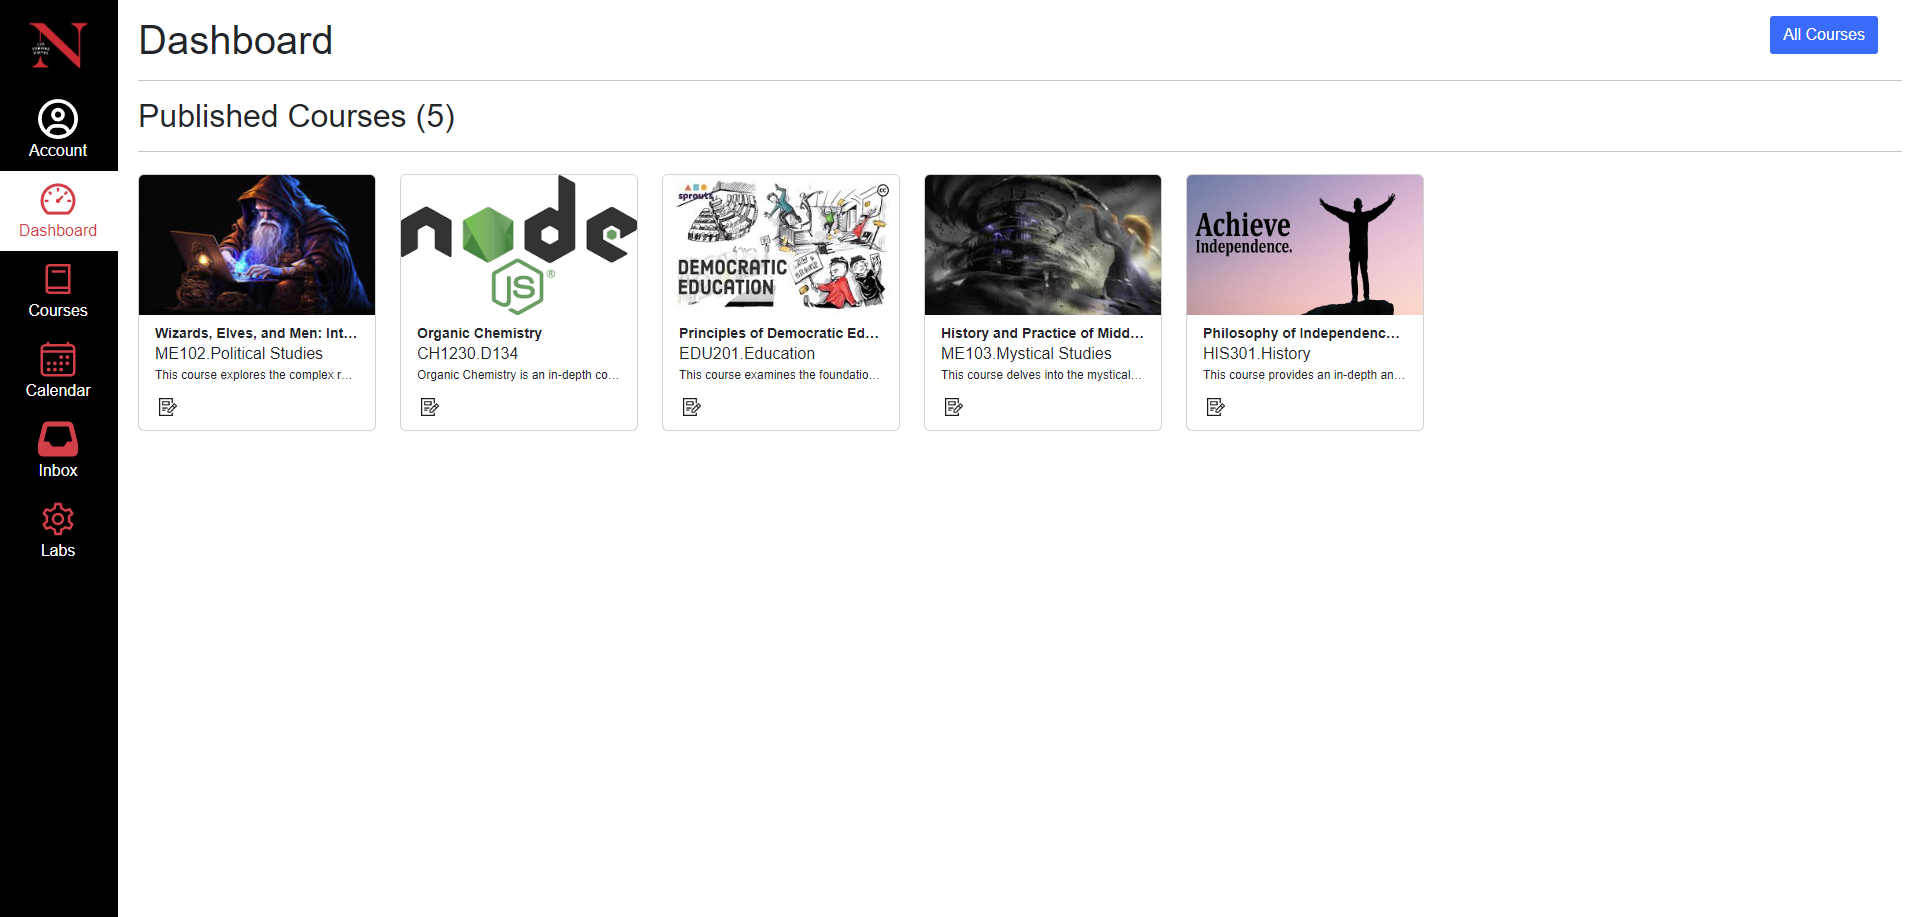 Dashboard
All Courses
Account
Dashboard
Courses
Calendar
Inbox
Labs
Published Courses (5)
Wizards, Elves, and Men: Int...
ME102.Political Studies
This course explores the complex r...
node
JS
®
Organic Chemistry
CH1230.D134
Organic Chemistry is an in-depth co...
sprouts
cc
DEMOCRATIC
EDUCATION
Principles of Democratic Ed...
EDU201.Education
This course examines the foundatio...
History and Practice of Midd...
ME103.Mystical Studies
This course delves into the mystical...
Achieve
Independence.
Philosophy of Independenc...
HIS301.History
This course provides an in-depth an...